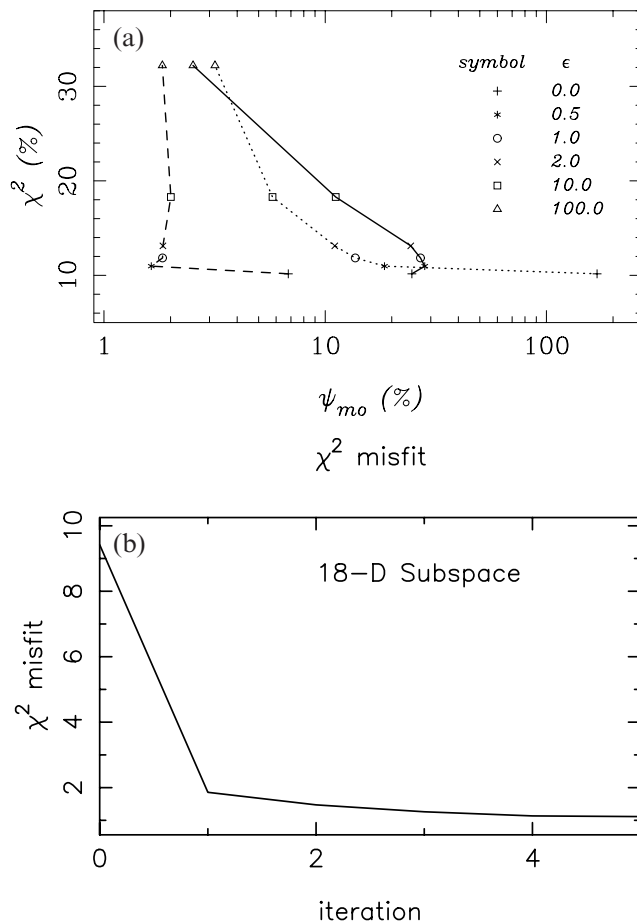 (a)
symbol ϵ
+ 0.0
* 0.5
○ 1.0
× 2.0
□ 10.0
△ 100.0
χ² (%)
30
20
10
1 10 100
ψmo (%)
χ² misfit
(b)
18-D Subspace
χ² misfit
10
8
6
4
2
0 2 4
iteration